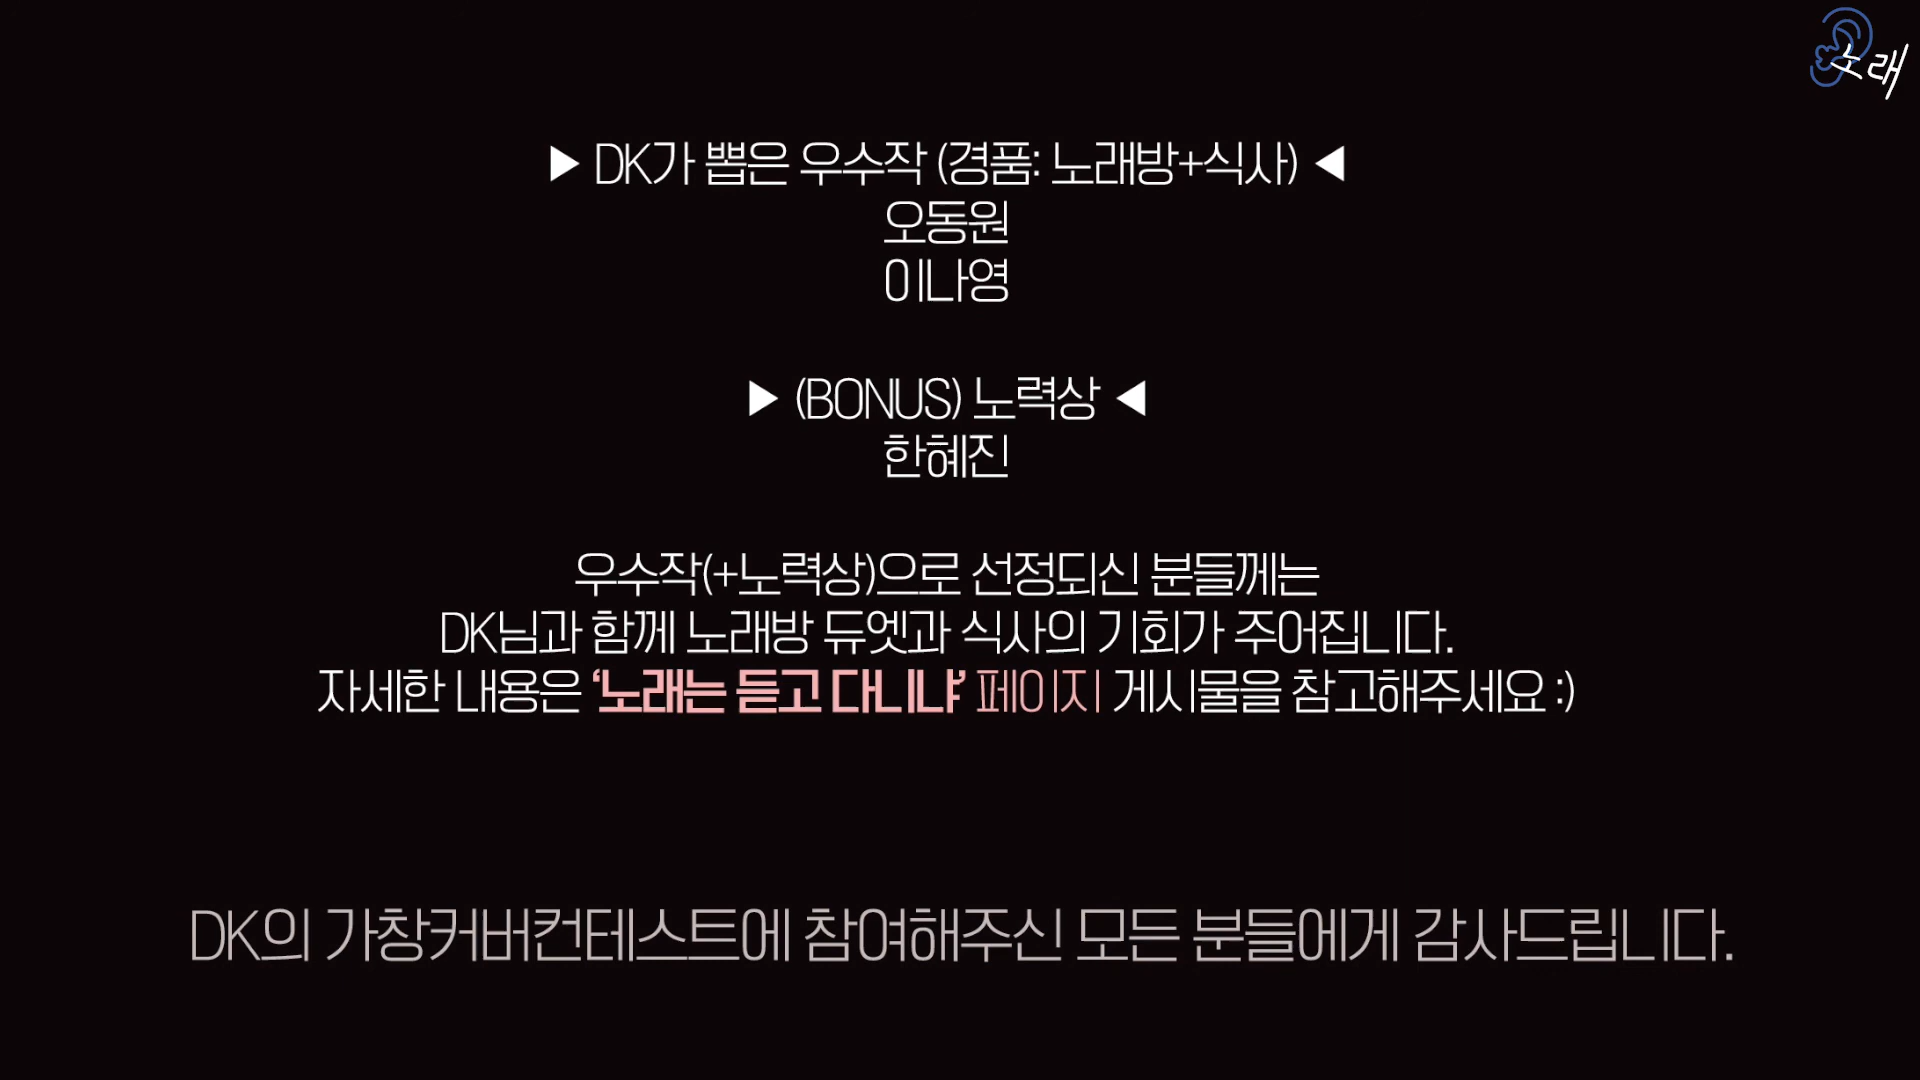 노래
▶ DK가 뽑은 우수작 (경품: 노래방+식사) ◀
오동원
이나영
▶ (BONUS) 노력상 ◀
한혜진
우수작(+노력상)으로 선정되신 분들께는
DK님과 함께 노래방 듀엣과 식사의 기회가 주어집니다.
자세한 내용은 ‘노래는 듣고 다니냐’ 페이지 게시물을 참고해주세요 :)
DK의 가창커버컨테스트에 참여해주신 모든 분들에게 감사드립니다.